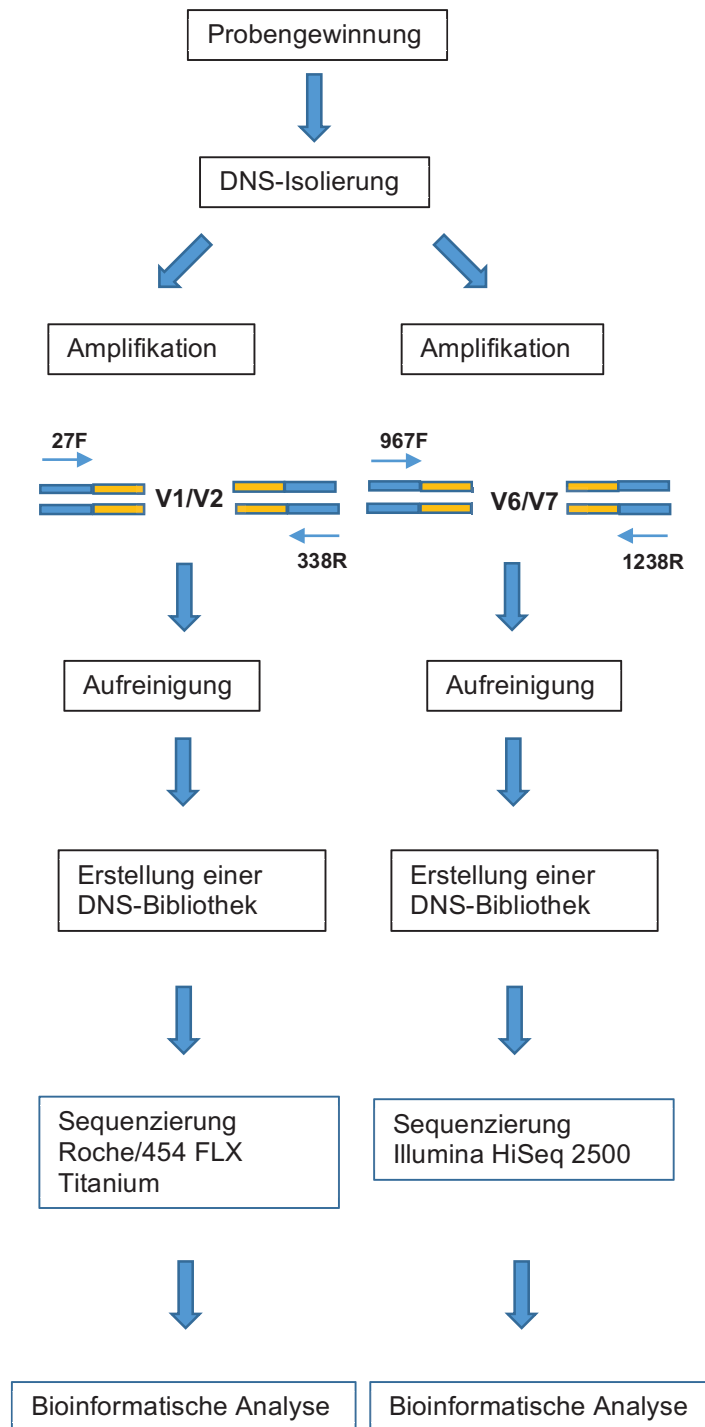 Probengewinnung
DNS-Isolierung
Amplifikation
Amplifikation
27F
967F
V1/V2
V6/V7
338R
1238R
Aufreinigung
Aufreinigung
Erstellung einer
DNS-Bibliothek
Erstellung einer
DNS-Bibliothek
Sequenzierung
Roche/454 FLX
Titanium
Sequenzierung
Illumina HiSeq 2500
Bioinformatische Analyse
Bioinformatische Analyse